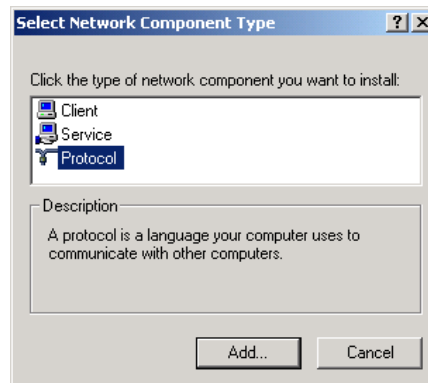 Select Network Component Type
Click the type of network component you want to install:
Client
Service
Protocol
Description
A protocol is a language your computer uses to
communicate with other computers.
Add... Cancel